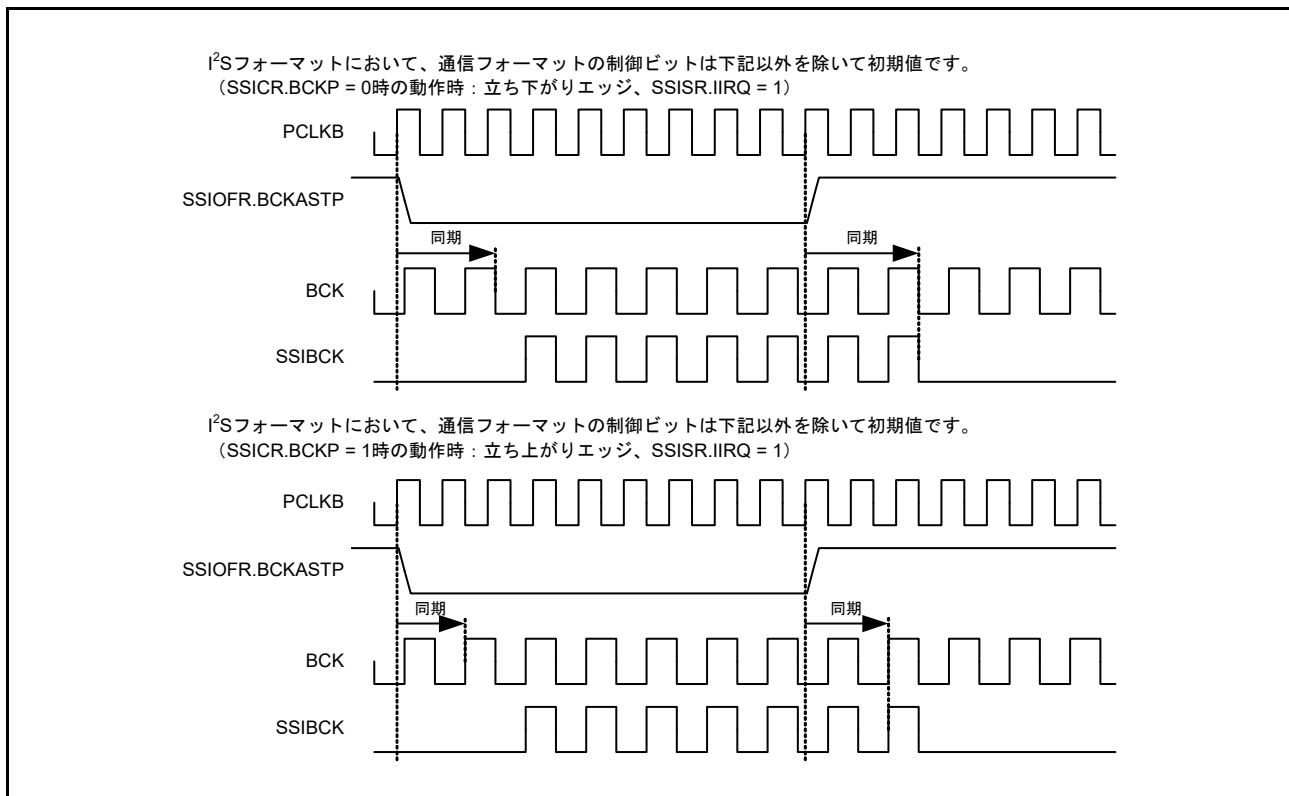 I²Sフォーマットにおいて、通信フォーマットの制御ビットは下記以外を除いて初期値です。
（SSICR.BCKP = 0時の動作時：立ち下がりエッジ、SSISR.IIRQ = 1）
PCLKB
SSIOFR.BCKASTP
同期 同期
BCK
SSIBCK
I²Sフォーマットにおいて、通信フォーマットの制御ビットは下記以外を除いて初期値です。
（SSICR.BCKP = 1時の動作時：立ち上がりエッジ、SSISR.IIRQ = 1）
PCLKB
SSIOFR.BCKASTP
同期 同期
BCK
SSIBCK